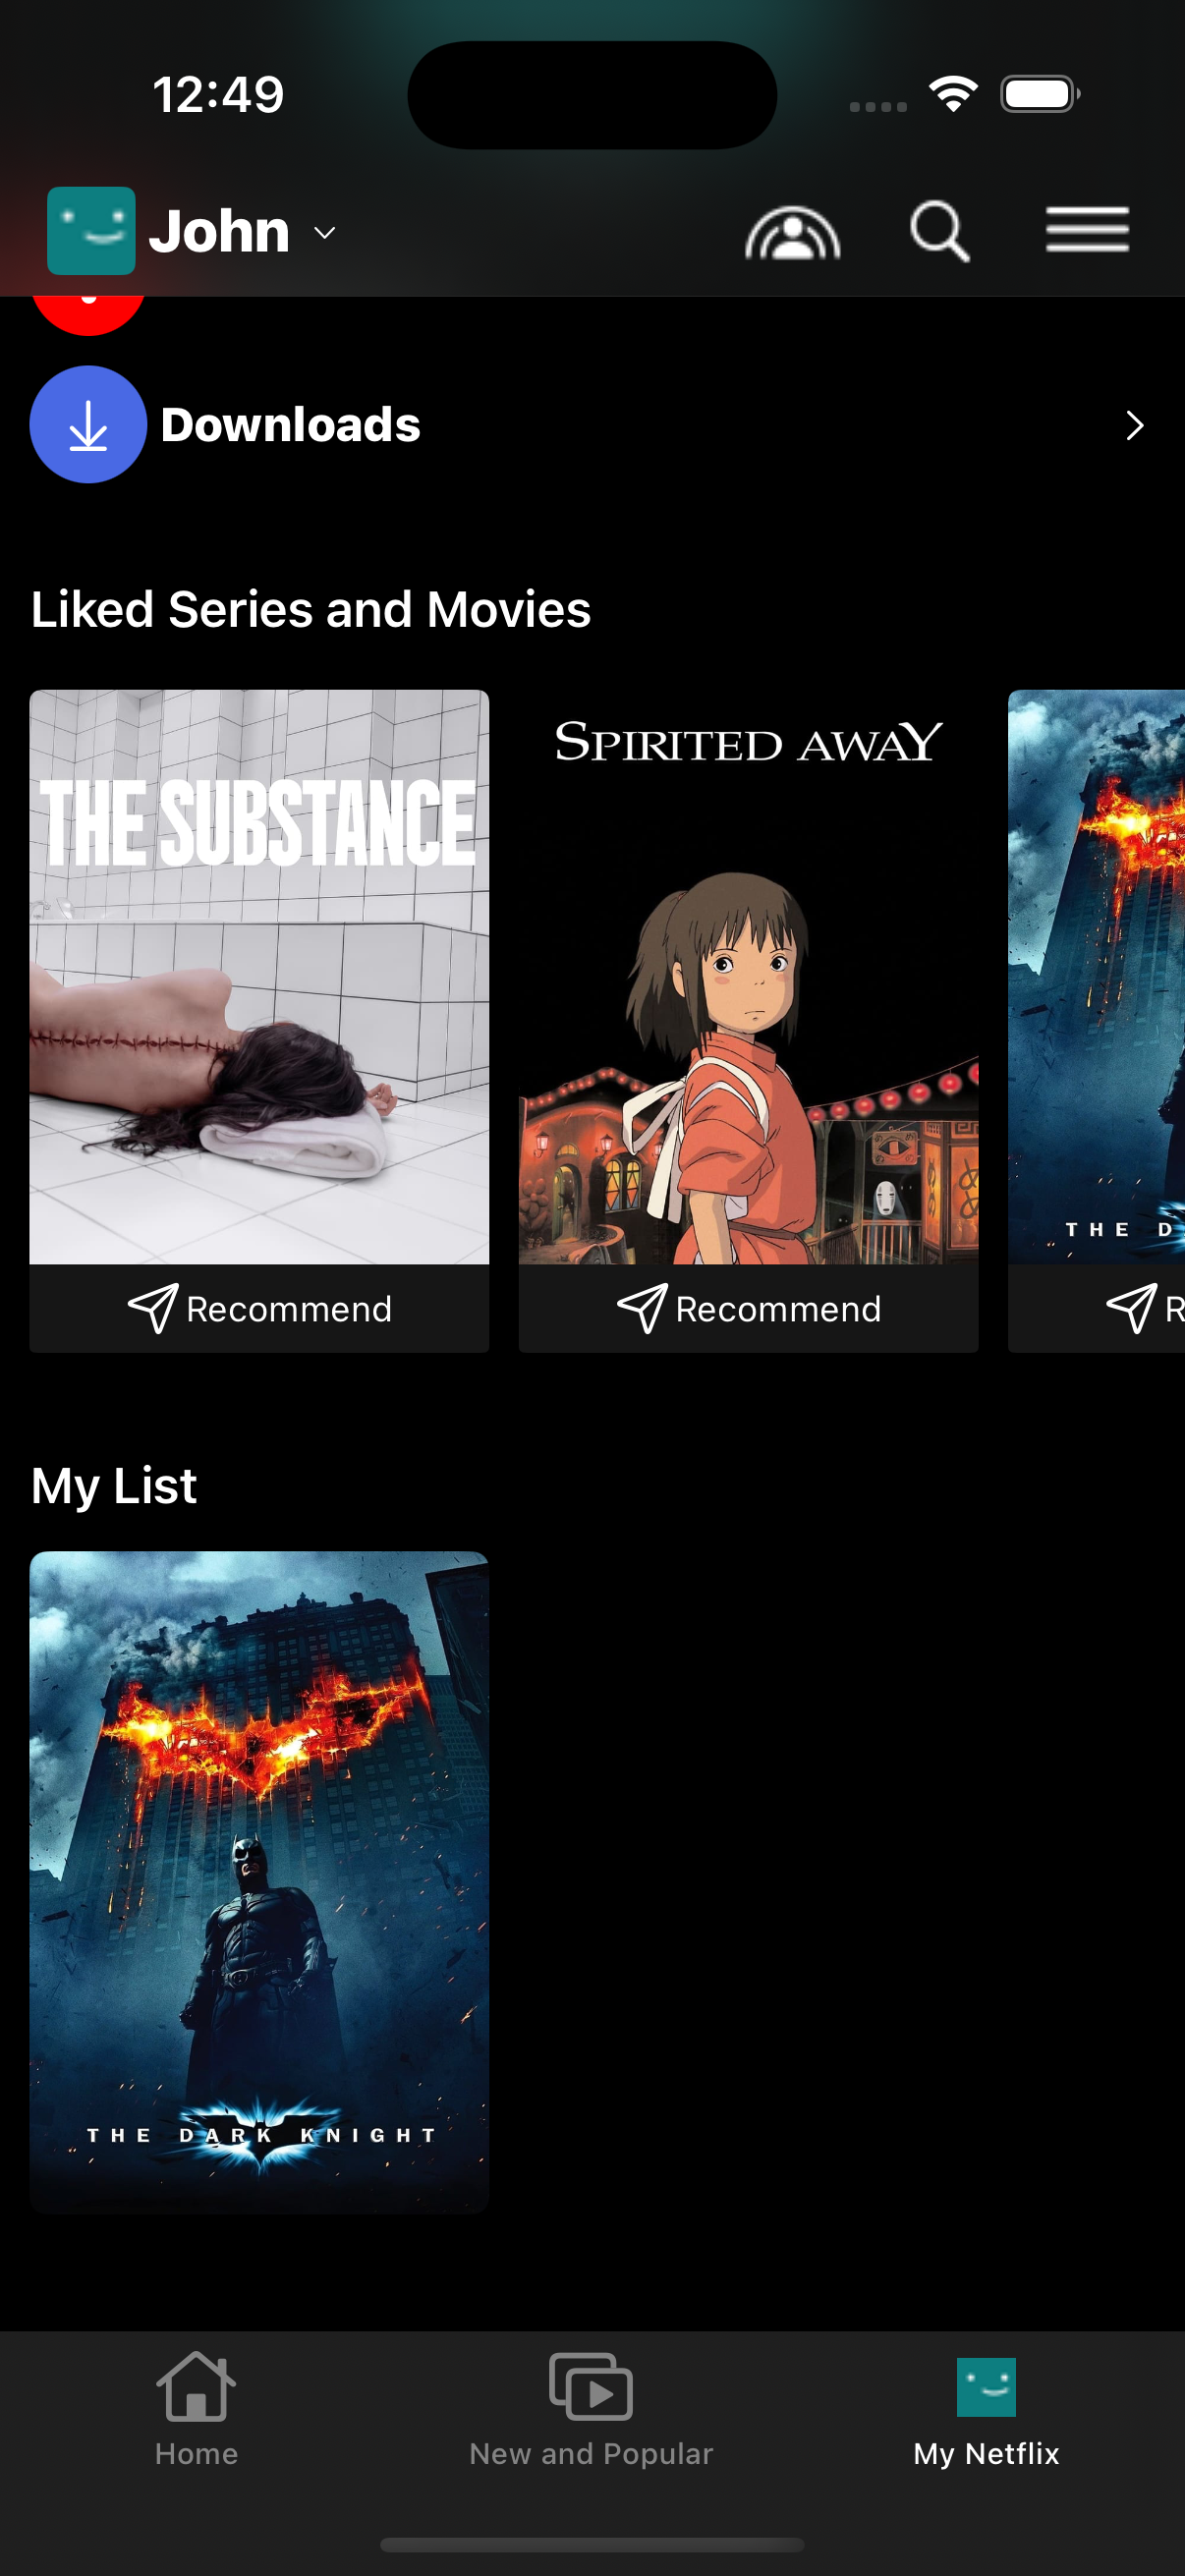 12:49
John
Downloads
Liked Series and Movies
THE SUBSTANCE
SPIRITED AWAY
THE D
Recommend
Recommend
R
My List
THE DARK KNIGHT
Home
New and Popular
My Netflix